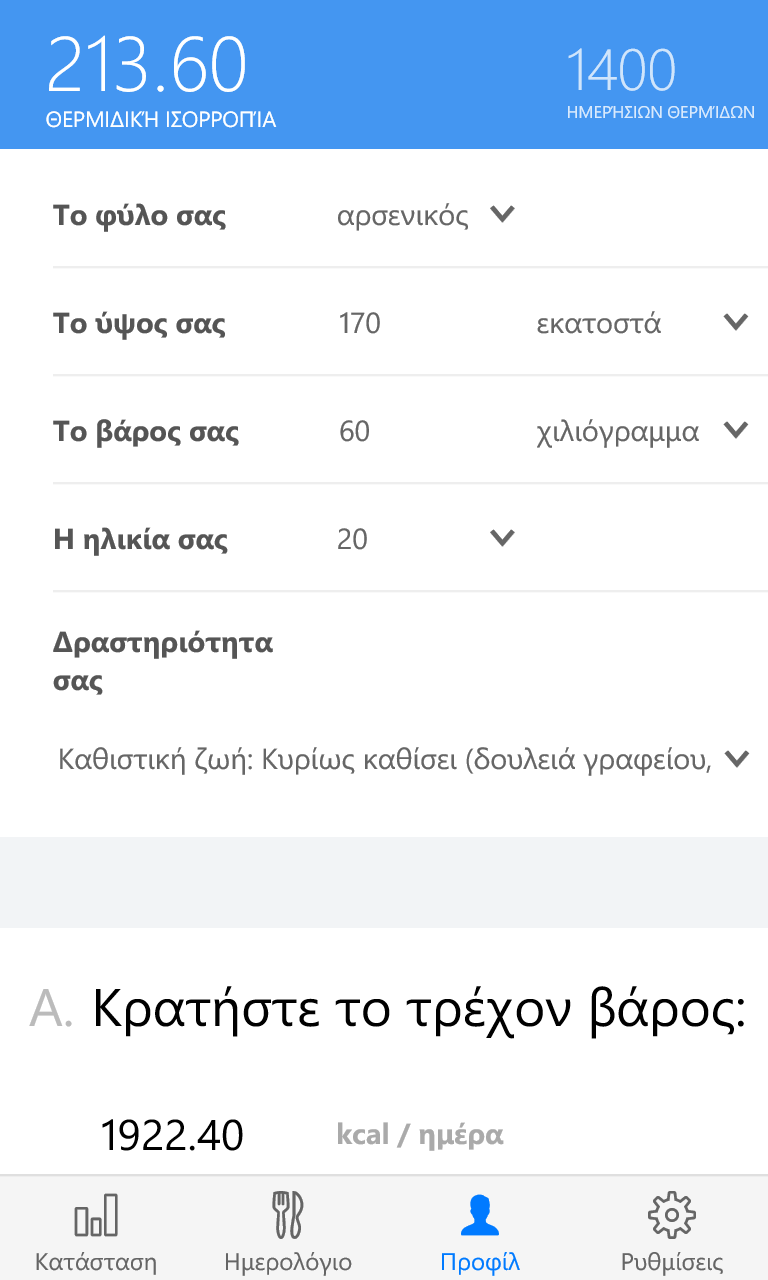 213.60
1400
ΘΕΡΜΙΔΙΚΉ ΙΣΟΡΡΟΠΊΑ
ΗΜΕΡΉΣΙΩΝ ΘΕΡΜΊΔΩΝ
Το φύλο σας αρσενικός
Το ύψος σας 170 εκατοστά
Το βάρος σας 60 χιλιόγραμμα
Η ηλικία σας 20
Δραστηριότητα
σας
Καθιστική ζωή: Κυρίως καθίσει (δουλειά γραφείου,
Α. Κρατήστε το τρέχον βάρος:
1922.40 kcal / ημέρα
Κατάσταση Ημερολόγιο Προφίλ Ρυθμίσεις